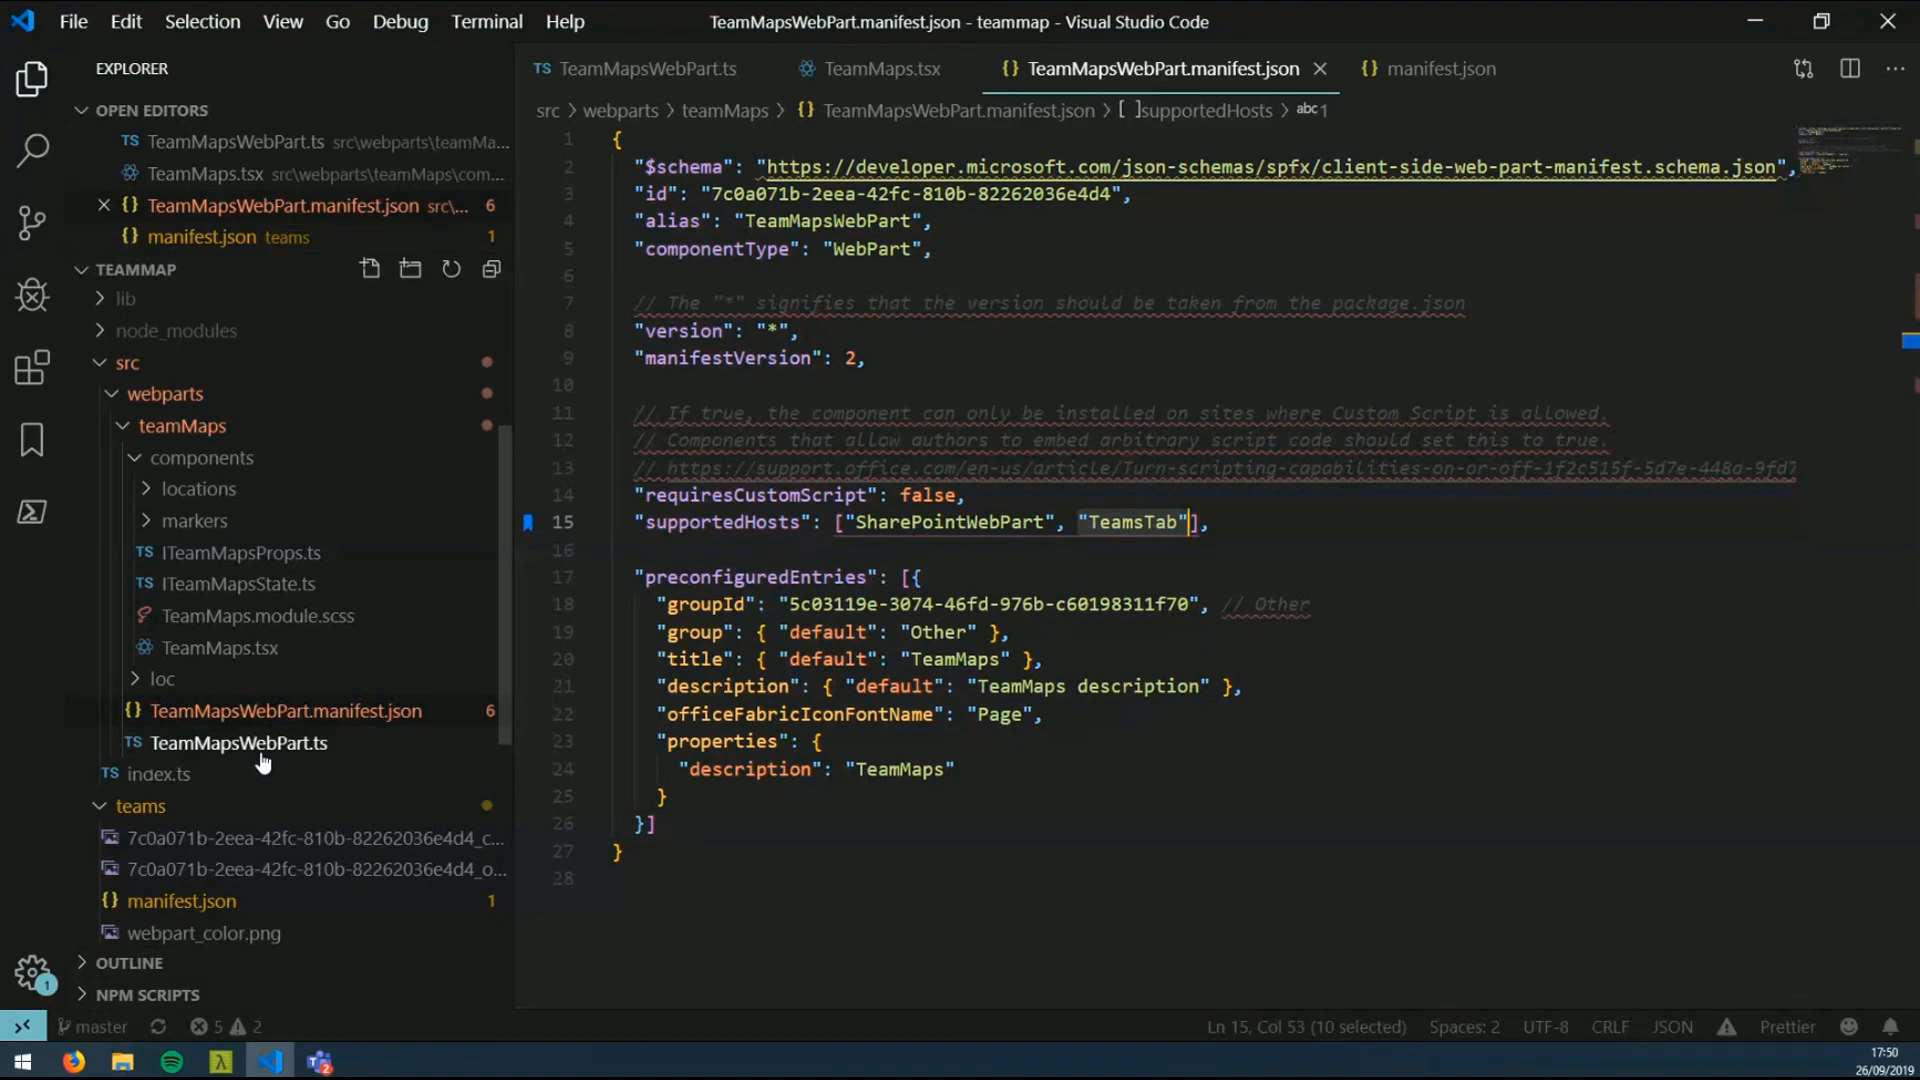 File Edit Selection View Go Debug Terminal Help
TeamMapsWebPart.manifest.json - teammap - Visual Studio Code
EXPLORER
OPEN EDITORS
TS TeamMapsWebPart.ts src\webparts\teamMa...
TeamMaps.tsx src\webparts\teamMaps\com...
{} TeamMapsWebPart.manifest.json src\... 6
{} manifest.json teams 1
TEAMMAP
lib
node_modules
src
webparts
teamMaps
components
locations
markers
TS ITeamMapsProps.ts
TS ITeamMapsState.ts
TeamMaps.module.scss
TeamMaps.tsx
loc
{} TeamMapsWebPart.manifest.json 6
TS TeamMapsWebPart.ts
TS index.ts
teams
7c0a071b-2eea-42fc-810b-82262036e4d4_c...
7c0a071b-2eea-42fc-810b-82262036e4d4_o...
{} manifest.json 1
webpart_color.png
OUTLINE
NPM SCRIPTS
1
TS TeamMapsWebPart.ts
TeamMaps.tsx
{} TeamMapsWebPart.manifest.json
{} manifest.json
src > webparts > teamMaps > {} TeamMapsWebPart.manifest.json > [ ]supportedHosts > abc 1
1 {
2 "$schema": "https://developer.microsoft.com/json-schemas/spfx/client-side-web-part-manifest.schema.json",
3 "id": "7c0a071b-2eea-42fc-810b-82262036e4d4",
4 "alias": "TeamMapsWebPart",
5 "componentType": "WebPart",
6
7 // The "*" signifies that the version should be taken from the package.json
8 "version": "*",
9 "manifestVersion": 2,
10
11 // If true, the component can only be installed on sites where Custom Script is allowed.
12 // Components that allow authors to embed arbitrary script code should set this to true.
13 // https://support.office.com/en-us/article/Turn-scripting-capabilities-on-or-off-1f2c515f-5d7e-448a-9fd7
14 "requiresCustomScript": false,
15 "supportedHosts": ["SharePointWebPart", "TeamsTab"],
16
17 "preconfiguredEntries": [{
18 "groupId": "5c03119e-3074-46fd-976b-c60198311f70", // Other
19 "group": { "default": "Other" },
20 "title": { "default": "TeamMaps" },
21 "description": { "default": "TeamMaps description" },
22 "officeFabricIconFontName": "Page",
23 "properties": {
24 "description": "TeamMaps"
25 }
26 }]
27 }
28
master 5 2
Ln 15, Col 53 (10 selected) Spaces: 2 UTF-8 CRLF JSON Prettier
2
17:50
26/09/2019